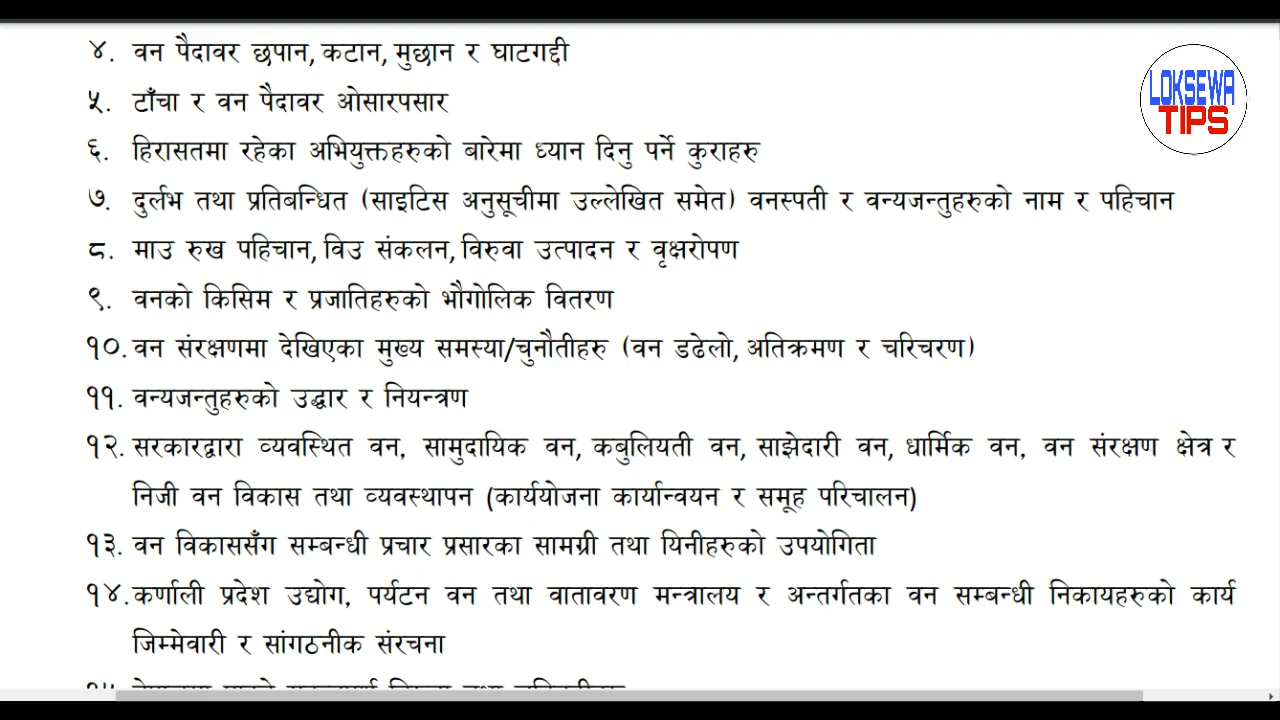 ४. वन पैदावार छपान, कटान, मुछान र घाटगद्दी
LOKSEWA
TIPS
५. टाँचा र वन पैदावर ओसारपसार
६. हिरासतमा रहेका अभियुक्तहरुको बारेमा ध्यान दिनु पर्ने कुराहरु
७. दुर्लभ तथा प्रतिबन्धित (साइटिस अनुसूचीमा उल्लेखित समेत) वनस्पती र वन्यजन्तुहरुको नाम र पहिचान
८. माउ रुख पहिचान, विउ संकलन, विरुवा उत्पादन र वृक्षरोपण
९. वनको किसिम र प्रजातिहरुको भौगोलिक वितरण
१०. वन संरक्षणमा देखिएका मुख्य समस्या/चुनौतीहरु (वन डढेलो, अतिक्रमण र चरिचरण)
११. वन्यजन्तुहरुको उद्धार र नियन्त्रण
१२. सरकारद्वारा व्यवस्थित वन, सामुदायिक वन, कबुलियती वन, साझेदारी वन, धार्मिक वन, वन संरक्षण क्षेत्र र
निजी वन विकास तथा व्यवस्थापन (कार्ययोजना कार्यान्वयन र समूह परिचालन)
१३. वन विकाससँग सम्बन्धी प्रचार प्रसारका सामग्री तथा यिनीहरुको उपयोगिता
१४. कर्णाली प्रदेश उद्योग, पर्यटन वन तथा वातावरण मन्त्रालय र अन्तर्गतका वन सम्बन्धी निकायहरुको कार्य
जिम्मेवारी र सांगठनीक संरचना